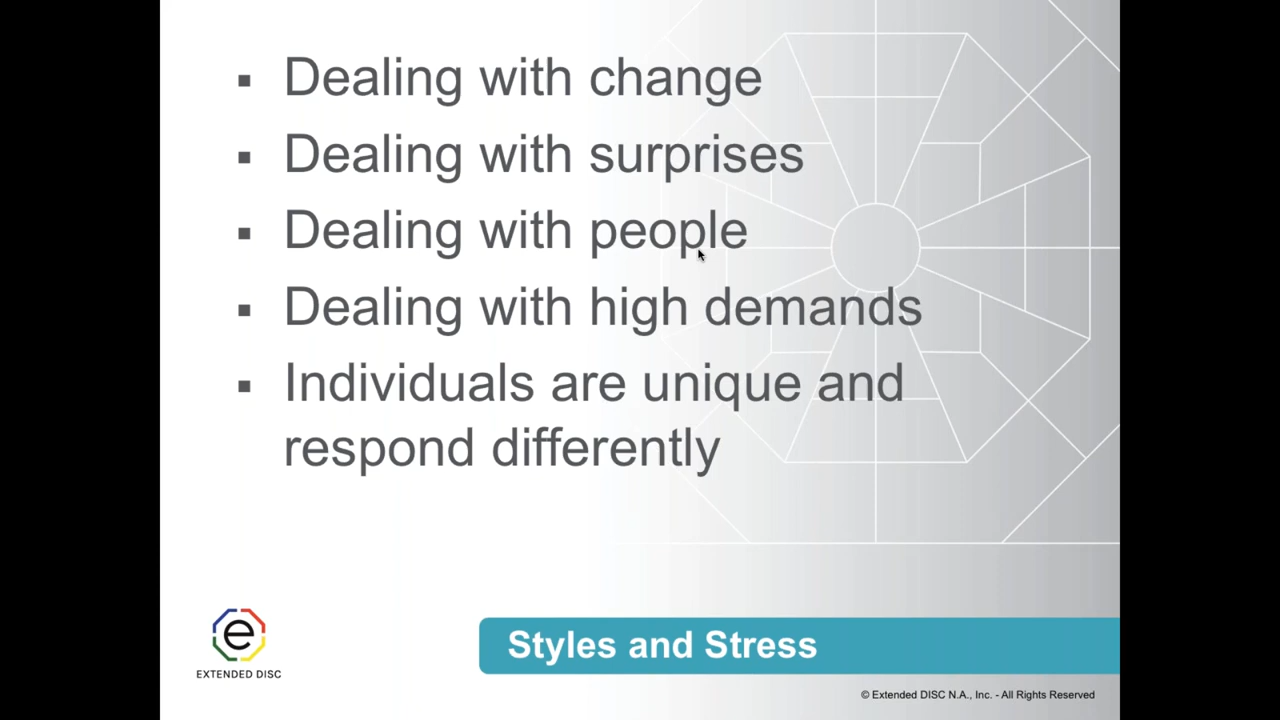 ▪ Dealing with change
▪ Dealing with surprises
▪ Dealing with people
▪ Dealing with high demands
▪ Individuals are unique and
respond differently
e
EXTENDED DISC
Styles and Stress
© Extended DISC N.A., Inc. - All Rights Reserved